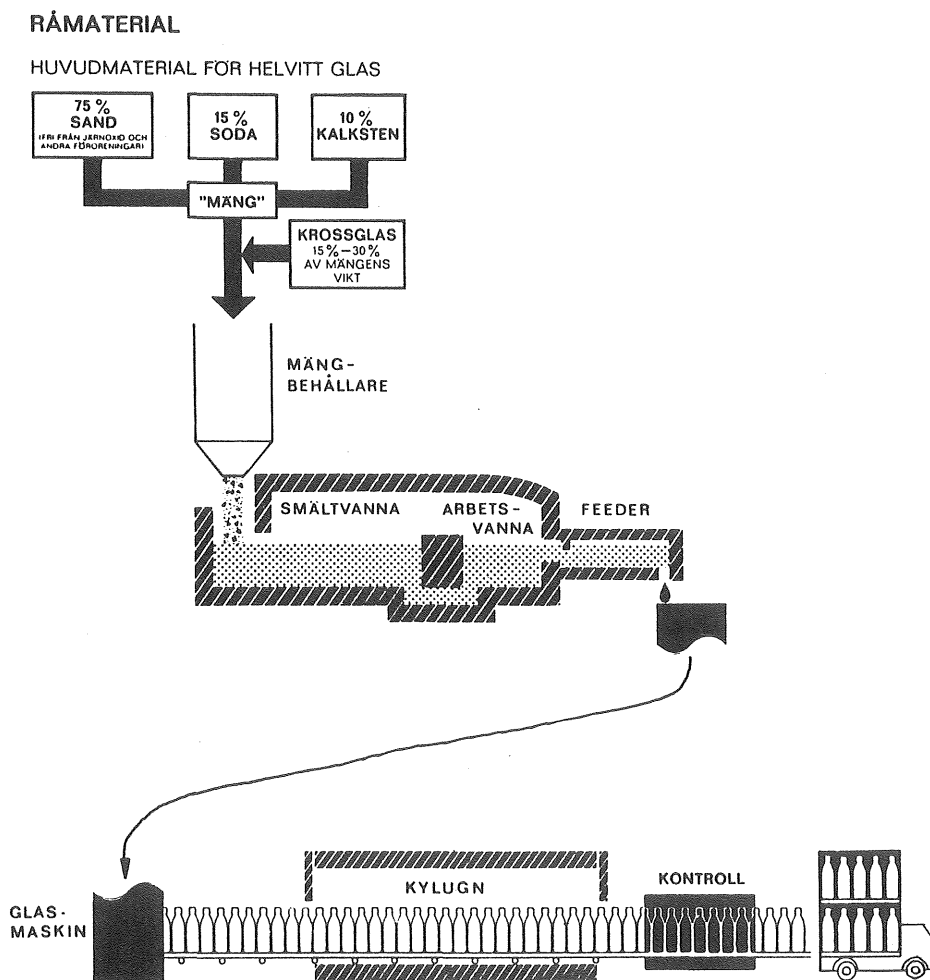 RÅMATERIAL
HUVUDMATERIAL FÖR HELVITT GLAS
75 %
SAND
(FRI FRÅN JÄRNOXID OCH
ANDRA FÖRORENINGAR)
15 %
SODA
10 %
KALKSTEN
"MÄNG"
KROSSGLAS
15 % – 30 %
AV MÄNGENS
VIKT
MÄNG-
BEHÅLLARE
SMÄLTVANNA
ARBETS-
VANNA
FEEDER
KYLUGN
KONTROLL
GLAS-
MASKIN